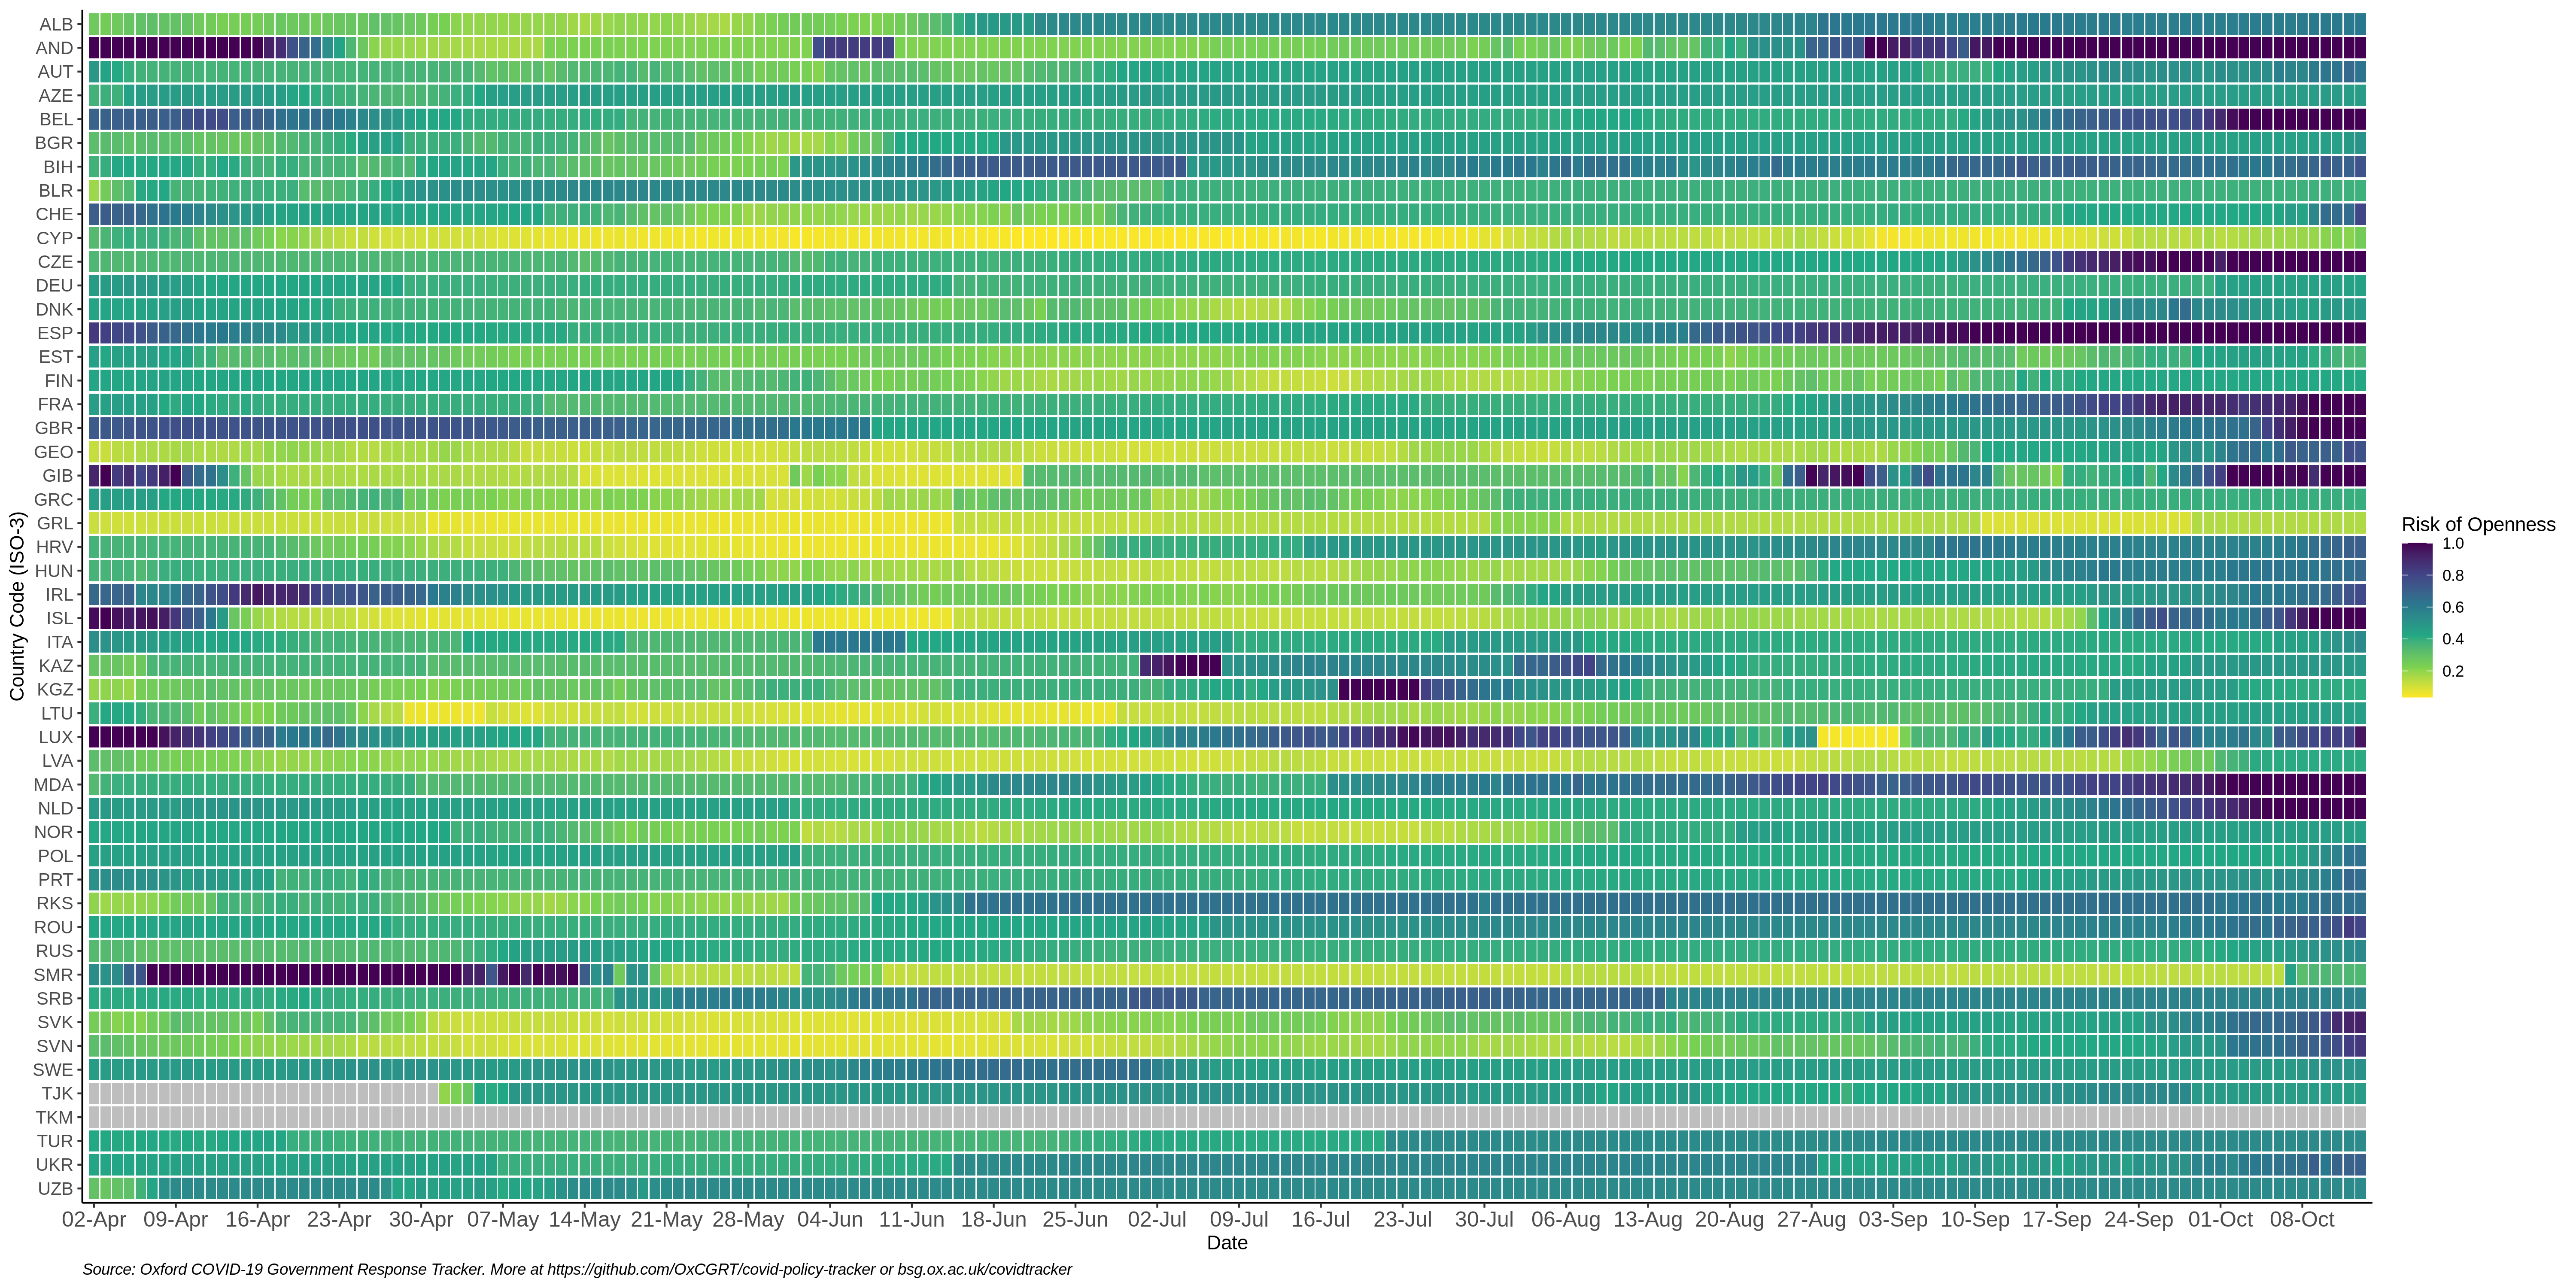 ALB
AND
AUT
AZE
BEL
BGR
BIH
BLR
CHE
CYP
CZE
DEU
DNK
ESP
EST
FIN
FRA
GBR
GEO
GIB
GRC
GRL
HRV
HUN
IRL
ISL
ITA
KAZ
KGZ
LTU
LUX
LVA
MDA
NLD
NOR
POL
PRT
RKS
ROU
RUS
SMR
SRB
SVK
SVN
SWE
TJK
TKM
TUR
UKR
UZB
Country Code (ISO-3)
02-Apr 09-Apr 16-Apr 23-Apr 30-Apr 07-May 14-May 21-May 28-May 04-Jun 11-Jun 18-Jun 25-Jun 02-Jul 09-Jul 16-Jul 23-Jul 30-Jul 06-Aug 13-Aug 20-Aug 27-Aug 03-Sep 10-Sep 17-Sep 24-Sep 01-Oct 08-Oct
Date
Risk of Openness
1.0
0.8
0.6
0.4
0.2
Source: Oxford COVID-19 Government Response Tracker. More at https://github.com/OxCGRT/covid-policy-tracker or bsg.ox.ac.uk/covidtracker